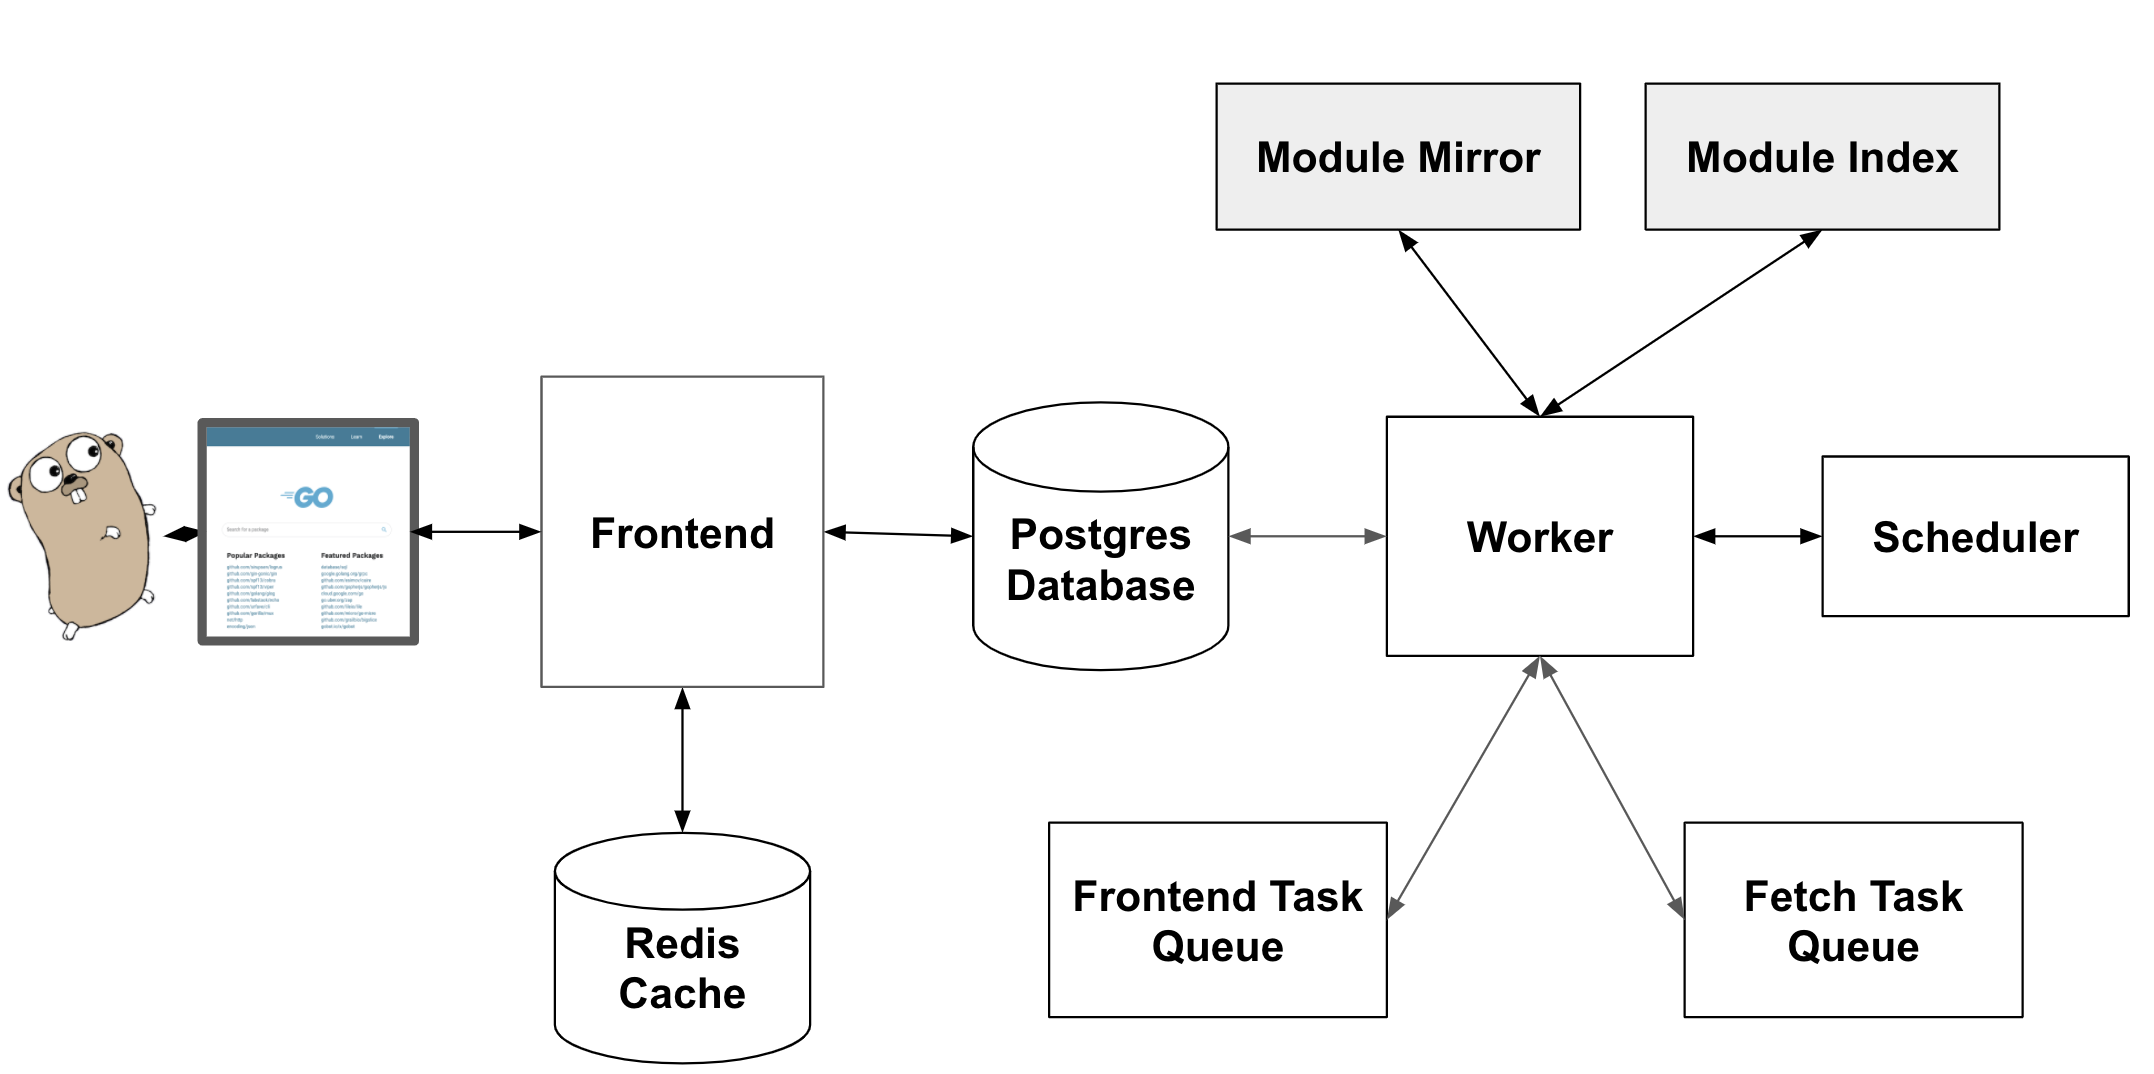 Module Mirror
Module Index
Solutions Learn Explore
GO
Search for a package
Popular Packages
Featured Packages
Frontend
Postgres
Database
Worker
Scheduler
Redis
Cache
Frontend Task
Queue
Fetch Task
Queue